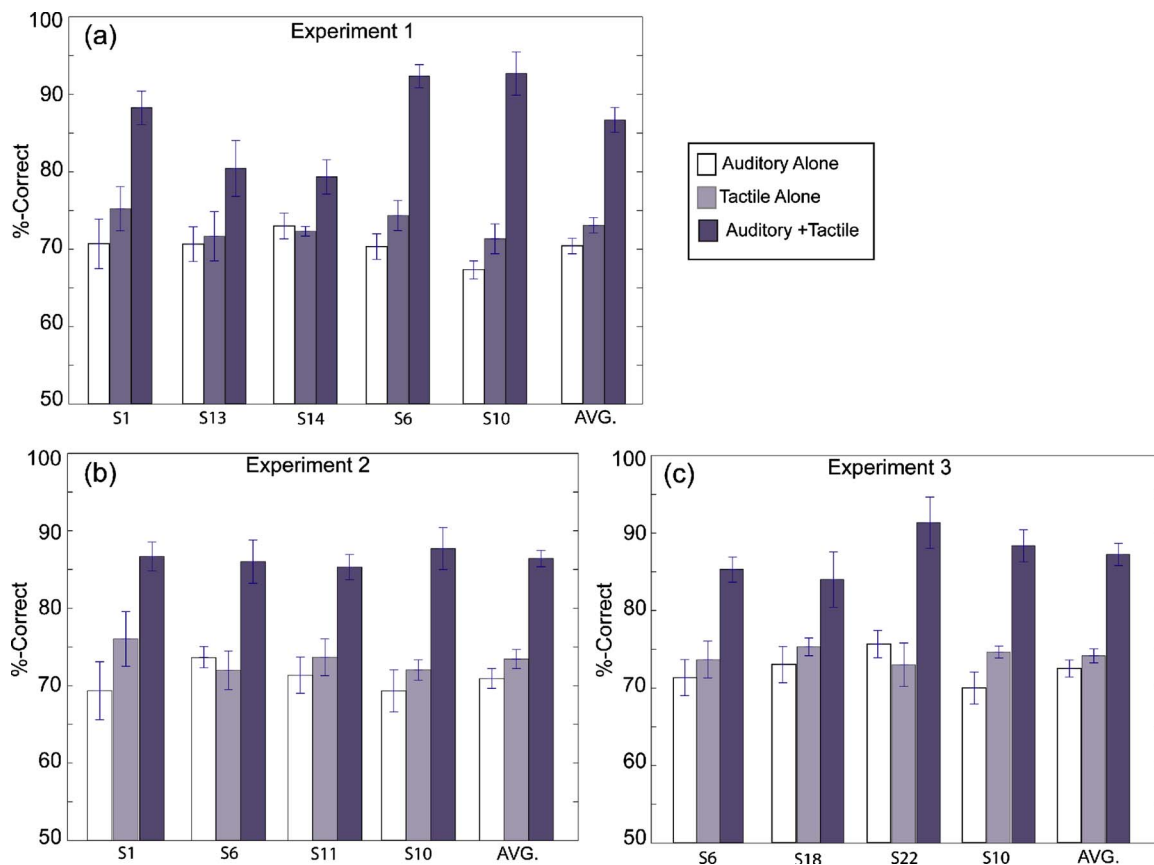 (a)
Experiment 1
100
90
80
70
60
50
%-Correct
S1 S13 S14 S6 S10 AVG.
Auditory Alone
Tactile Alone
Auditory +Tactile
(b)
Experiment 2
100
90
80
70
60
50
%-Correct
S1 S6 S11 S10 AVG.
(c)
Experiment 3
100
90
80
70
60
50
%-Correct
S6 S18 S22 S10 AVG.